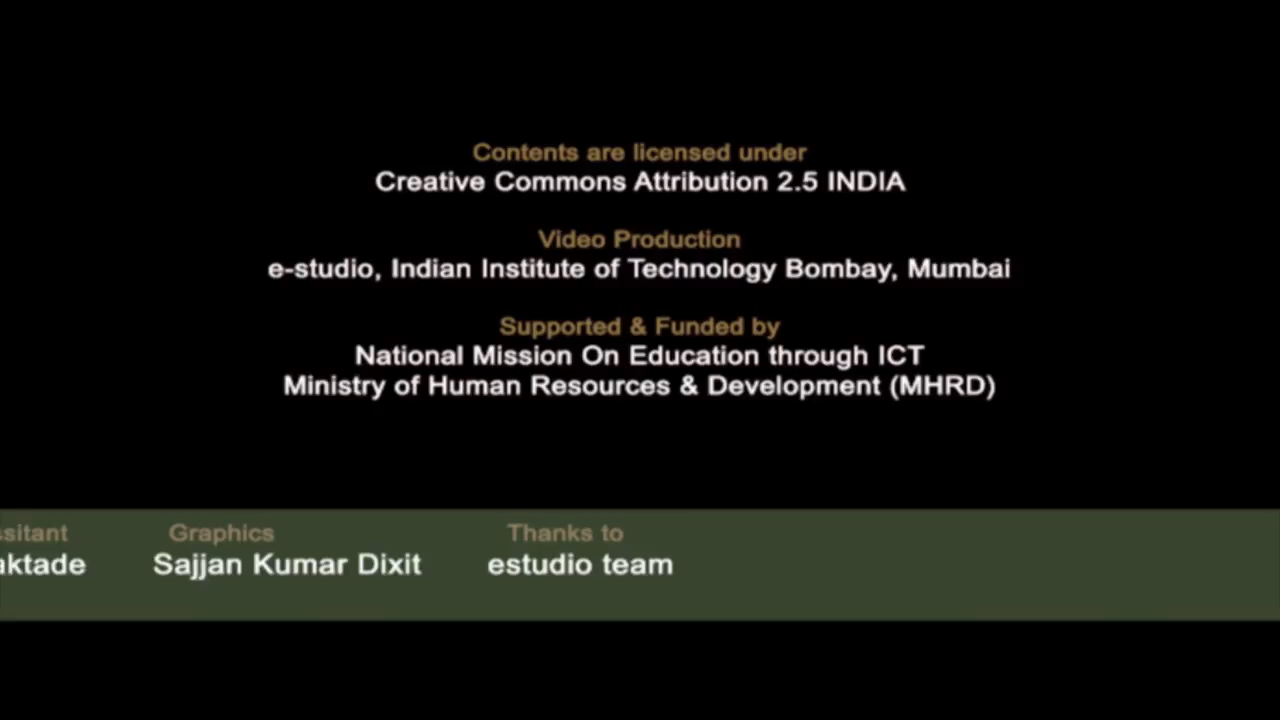 Contents are licensed under
Creative Commons Attribution 2.5 INDIA
Video Production
e-studio, Indian Institute of Technology Bombay, Mumbai
Supported & Funded by
National Mission On Education through ICT
Ministry of Human Resources & Development (MHRD)
Graphics Thanks to
Sajjan Kumar Dixit estudio team